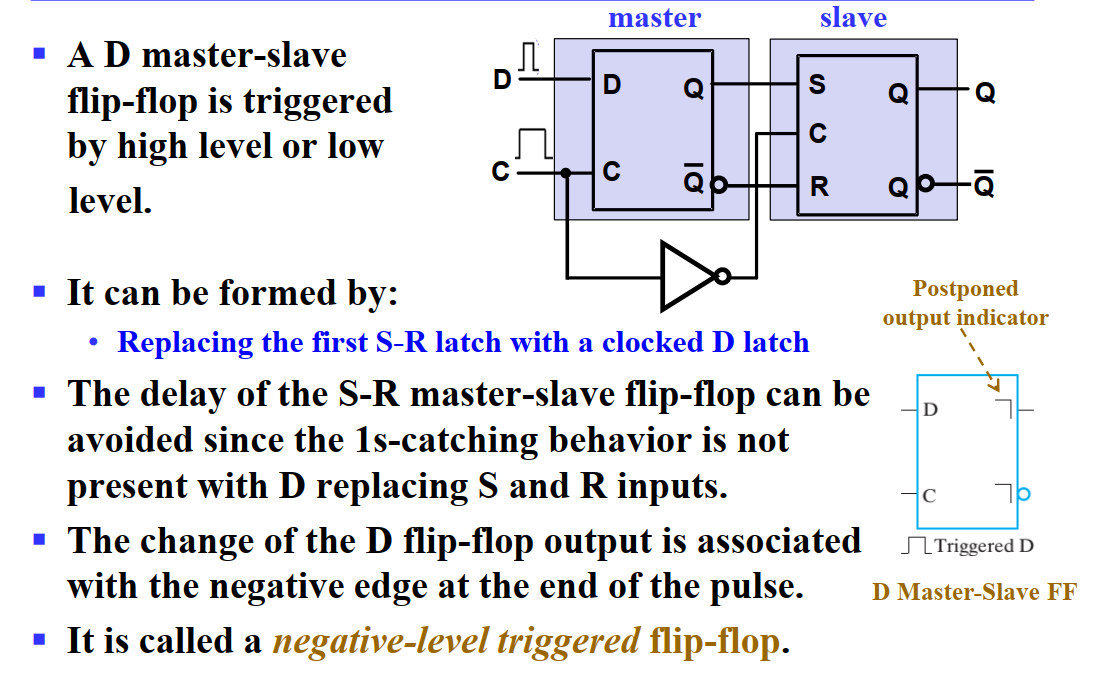 master slave
▪ A D master-slave
flip-flop is triggered
by high level or low
level.
D D Q S Q Q
C
C C Q̅ R Q Q̅
▪ It can be formed by:
• Replacing the first S-R latch with a clocked D latch
Postponed
output indicator
▪ The delay of the S-R master-slave flip-flop can be
avoided since the 1s-catching behavior is not
present with D replacing S and R inputs.
D
C
▪ The change of the D flip-flop output is associated
with the negative edge at the end of the pulse.
Triggered D
D Master-Slave FF
▪ It is called a negative-level triggered flip-flop.